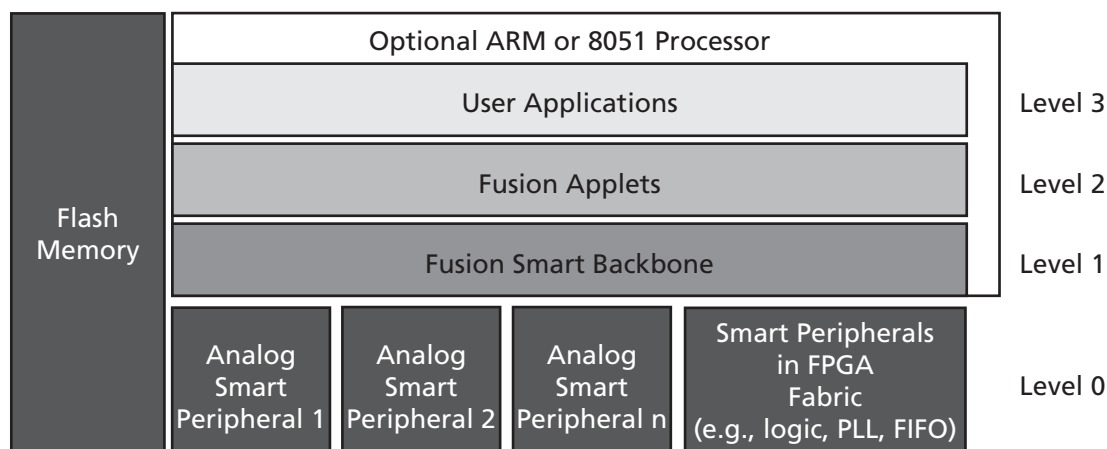 Optional ARM or 8051 Processor
User Applications
Level 3
Fusion Applets
Level 2
Flash
Memory
Fusion Smart Backbone
Level 1
Analog
Smart
Peripheral 1
Analog
Smart
Peripheral 2
Analog
Smart
Peripheral n
Smart Peripherals
in FPGA
Fabric
(e.g., logic, PLL, FIFO)
Level 0